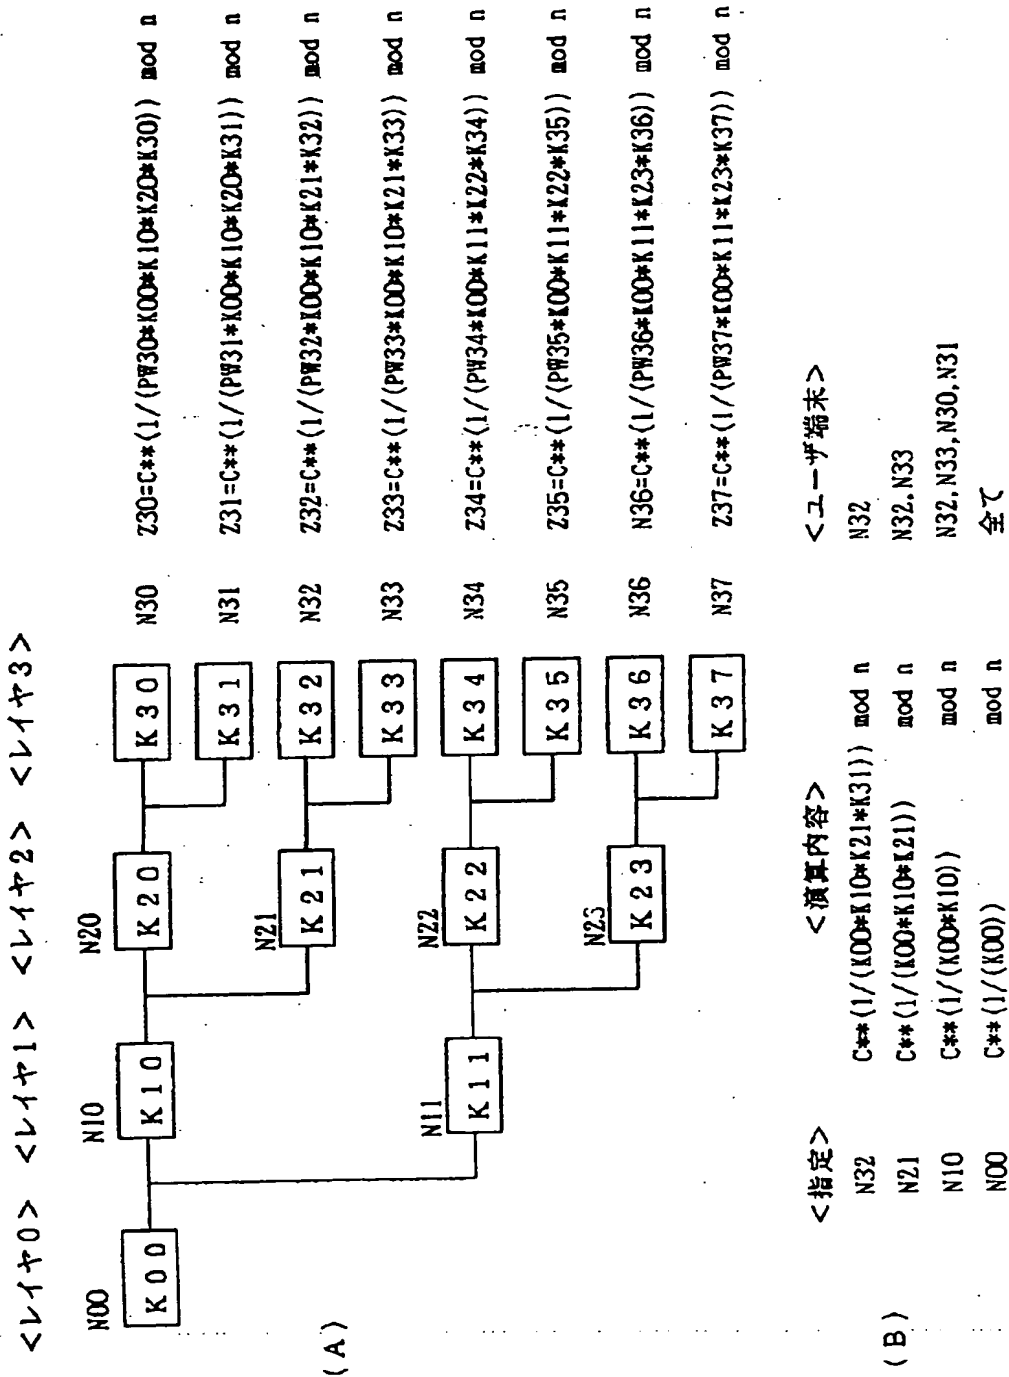 <レイヤ0> <レイヤ1> <レイヤ2> <レイヤ3>
(A)
N00
K00
N10
K10
N11
K11
N20
K20
N21
K21
N22
K22
N23
K23
K30 N30 Z30=C**(1/(PW30*K00*K10*K20*K30)) mod n
K31 N31 Z31=C**(1/(PW31*K00*K10*K20*K31)) mod n
K32 N32 Z32=C**(1/(PW32*K00*K10*K21*K32)) mod n
K33 N33 Z33=C**(1/(PW33*K00*K10*K21*K33)) mod n
K34 N34 Z34=C**(1/(PW34*K00*K11*K22*K34)) mod n
K35 N35 Z35=C**(1/(PW35*K00*K11*K22*K35)) mod n
K36 N36 N36=C**(1/(PW36*K00*K11*K23*K36)) mod n
K37 N37 Z37=C**(1/(PW37*K00*K11*K23*K37)) mod n
(B)
<指定> <演算内容> <ユーザ端末>
N32 C**(1/(K00*K10*K21*K31)) mod n N32
N21 C**(1/(K00*K10*K21)) mod n N32,N33
N10 C**(1/(K00*K10)) mod n N32,N33,N30,N31
N00 C**(1/(K00)) mod n 全て